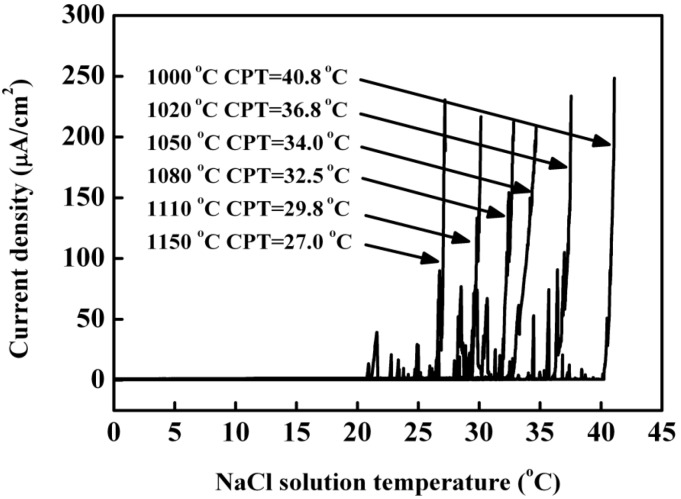 300
250
200
150
100
50
0
Current density (μA/cm²)
1000 °C CPT=40.8 °C
1020 °C CPT=36.8 °C
1050 °C CPT=34.0 °C
1080 °C CPT=32.5 °C
1110 °C CPT=29.8 °C
1150 °C CPT=27.0 °C
0 5 10 15 20 25 30 35 40 45
NaCl solution temperature (°C)